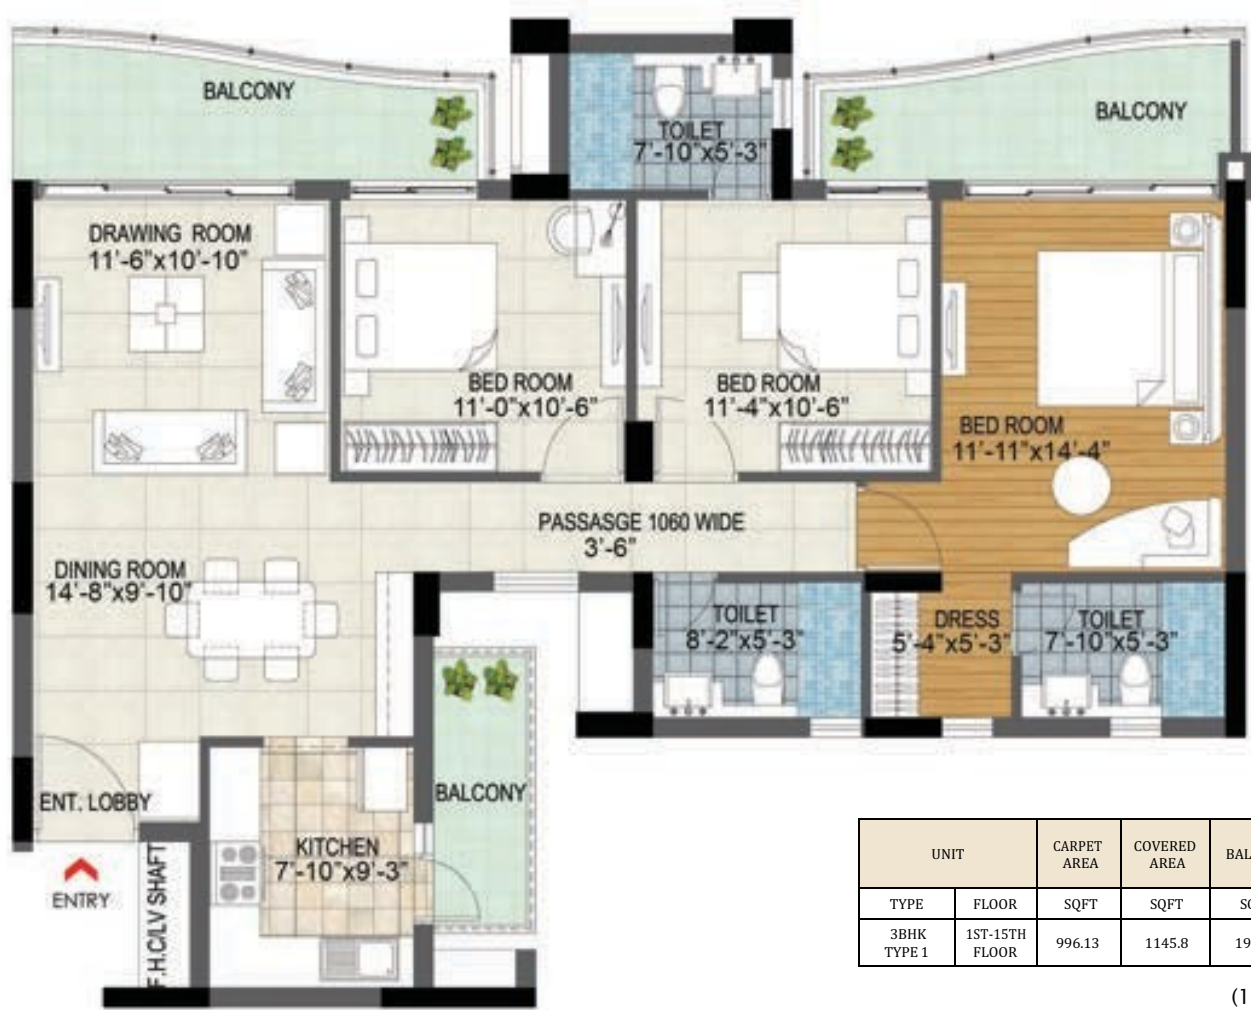 BALCONY
TOILET
7'-10"x5'-3"
BALCONY
DRAWING ROOM
11'-6"x10'-10"
BED ROOM
11'-0"x10'-6"
BED ROOM
11'-4"x10'-6"
BED ROOM
11'-11"x14'-4"
PASSASGE 1060 WIDE
3'-6"
DINING ROOM
14'-8"x9'-10"
TOILET
8'-2"x5'-3"
DRESS
5'-4"x5'-3"
TOILET
7'-10"x5'-3"
ENT. LOBBY
BALCONY
KITCHEN
7'-10"x9'-3"
ENTRY
F.H.C/LV SHAFT
UNIT
CARPET AREA
COVERED AREA
BAL
TYPE
FLOOR
SQFT
SQFT
3BHK TYPE 1
1ST-15TH FLOOR
996.13
1145.8
19
(1